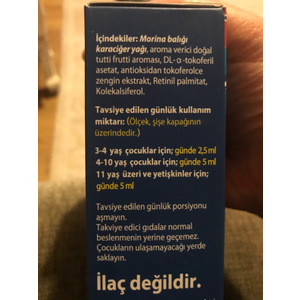 İçindekiler: Morina balığı
karaciğer yağı, aroma verici doğal
tutti frutti aroması, DL-α-tokoferil
asetat, antioksidan tokoferolce
zengin ekstrakt, Retinil palmitat,
Kolekalsiferol.
Tavsiye edilen günlük kullanım
miktarı: (Ölçek, şişe kapağının
üzerindedir.)
3-4 yaş çocuklar için; günde 2,5 ml
4-10 yaş çocuklar için; günde 5 ml
11 yaş üzeri ve yetişkinler için;
günde 5 ml
Tavsiye edilen günlük porsiyonu
aşmayın.
Takviye edici gıdalar normal
beslenmenin yerine geçemez.
Çocukların ulaşamayacağı yerde
saklayın.
İlaç değildir.